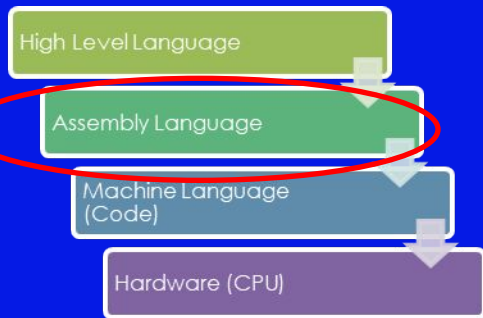 High Level Language
Assembly Language
Machine Language
(Code)
Hardware (CPU)